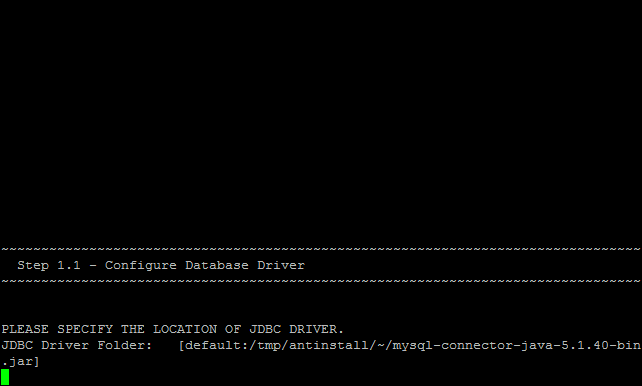 ~~~~~~~~~~~~~~~~~~~~~~~~~~~~~~~~~~~~~~~~~~~~~~~~~~~~~~~~~~~~~~~~~~~~~~~~~~~~~~~~
Step 1.1 - Configure Database Driver
~~~~~~~~~~~~~~~~~~~~~~~~~~~~~~~~~~~~~~~~~~~~~~~~~~~~~~~~~~~~~~~~~~~~~~~~~~~~~~~~
PLEASE SPECIFY THE LOCATION OF JDBC DRIVER.
JDBC Driver Folder:   [default:/tmp/antinstall/~/mysql-connector-java-5.1.40-bin
.jar]